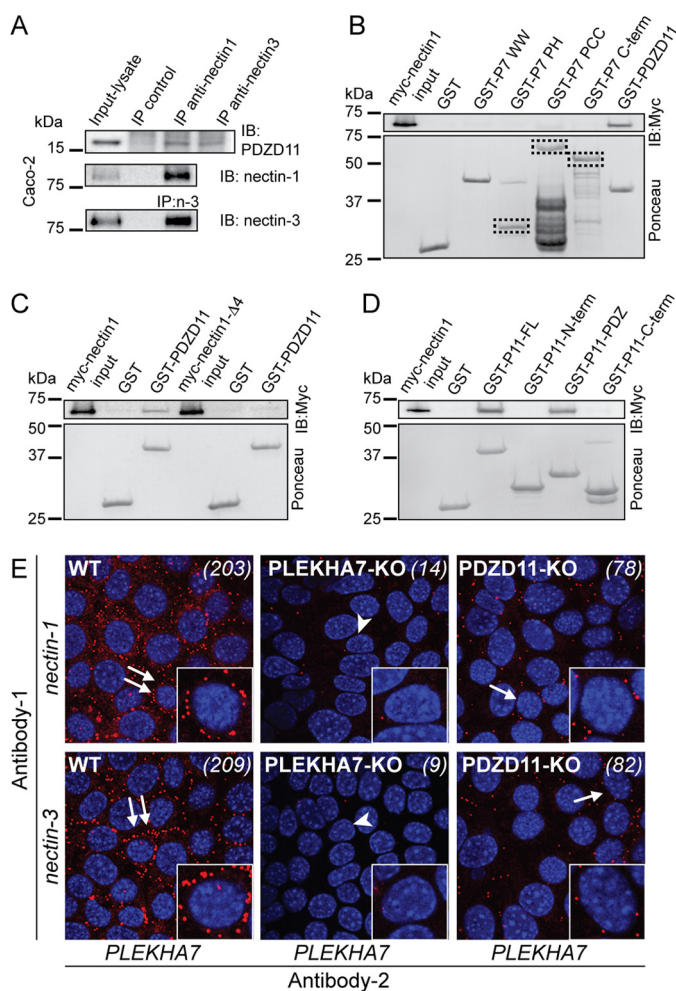 A
Input-lysate
IP control
IP anti-nectin1
IP anti-nectin3
kDa
15
IB:
PDZD11
Caco-2
75
IB: nectin-1
IP:n-3
75
IB: nectin-3
B
myc-nectin1
input
GST
GST-P7 WW
GST-P7 PH
GST-P7 PCC
GST-P7 C-term
GST-PDZD11
kDa
75
IB:Myc
75
50
37
25
Ponceau
C
myc-nectin1
input
GST
GST-PDZD11
myc-nectin1-Δ4
input
GST
GST-PDZD11
kDa
75
IB:Myc
50
37
25
Ponceau
D
myc-nectin1
input
GST
GST-P11-FL
GST-P11-N-term
GST-P11-PDZ
GST-P11-C-term
kDa
75
IB:Myc
50
37
25
Ponceau
E
Antibody-1
nectin-1
WT (203)
PLEKHA7-KO (14)
PDZD11-KO (78)
nectin-3
WT (209)
PLEKHA7-KO (9)
PDZD11-KO (82)
PLEKHA7 PLEKHA7 PLEKHA7
Antibody-2